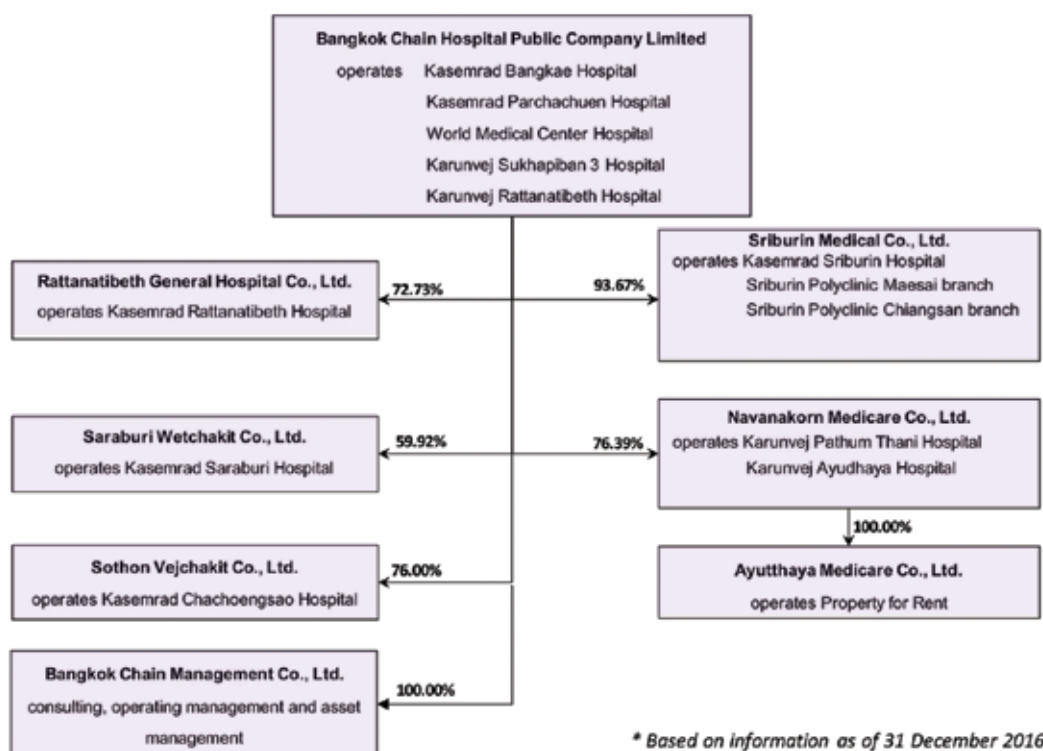 Bangkok Chain Hospital Public Company Limited
operates Kasemrad Bangkae Hospital
Kasemrad Parchachuen Hospital
World Medical Center Hospital
Karunvej Sukhapiban 3 Hospital
Karunvej Rattanatibeth Hospital
Rattanatibeth General Hospital Co., Ltd.
operates Kasemrad Rattanatibeth Hospital
72.73%
93.67%
Sriburin Medical Co., Ltd.
operates Kasemrad Sriburin Hospital
Sriburin Polyclinic Maesai branch
Sriburin Polyclinic Chiangsan branch
Saraburi Wetchakit Co., Ltd.
operates Kasemrad Saraburi Hospital
59.92%
76.39%
Navanakorn Medicare Co., Ltd.
operates Karunvej Pathum Thani Hospital
Karunvej Ayudhaya Hospital
100.00%
Sothon Vejchakit Co., Ltd.
operates Kasemrad Chachoengsao Hospital
76.00%
Ayutthaya Medicare Co., Ltd.
operates Property for Rent
Bangkok Chain Management Co., Ltd.
consulting, operating management and asset
management
100.00%
* Based on information as of 31 December 2016